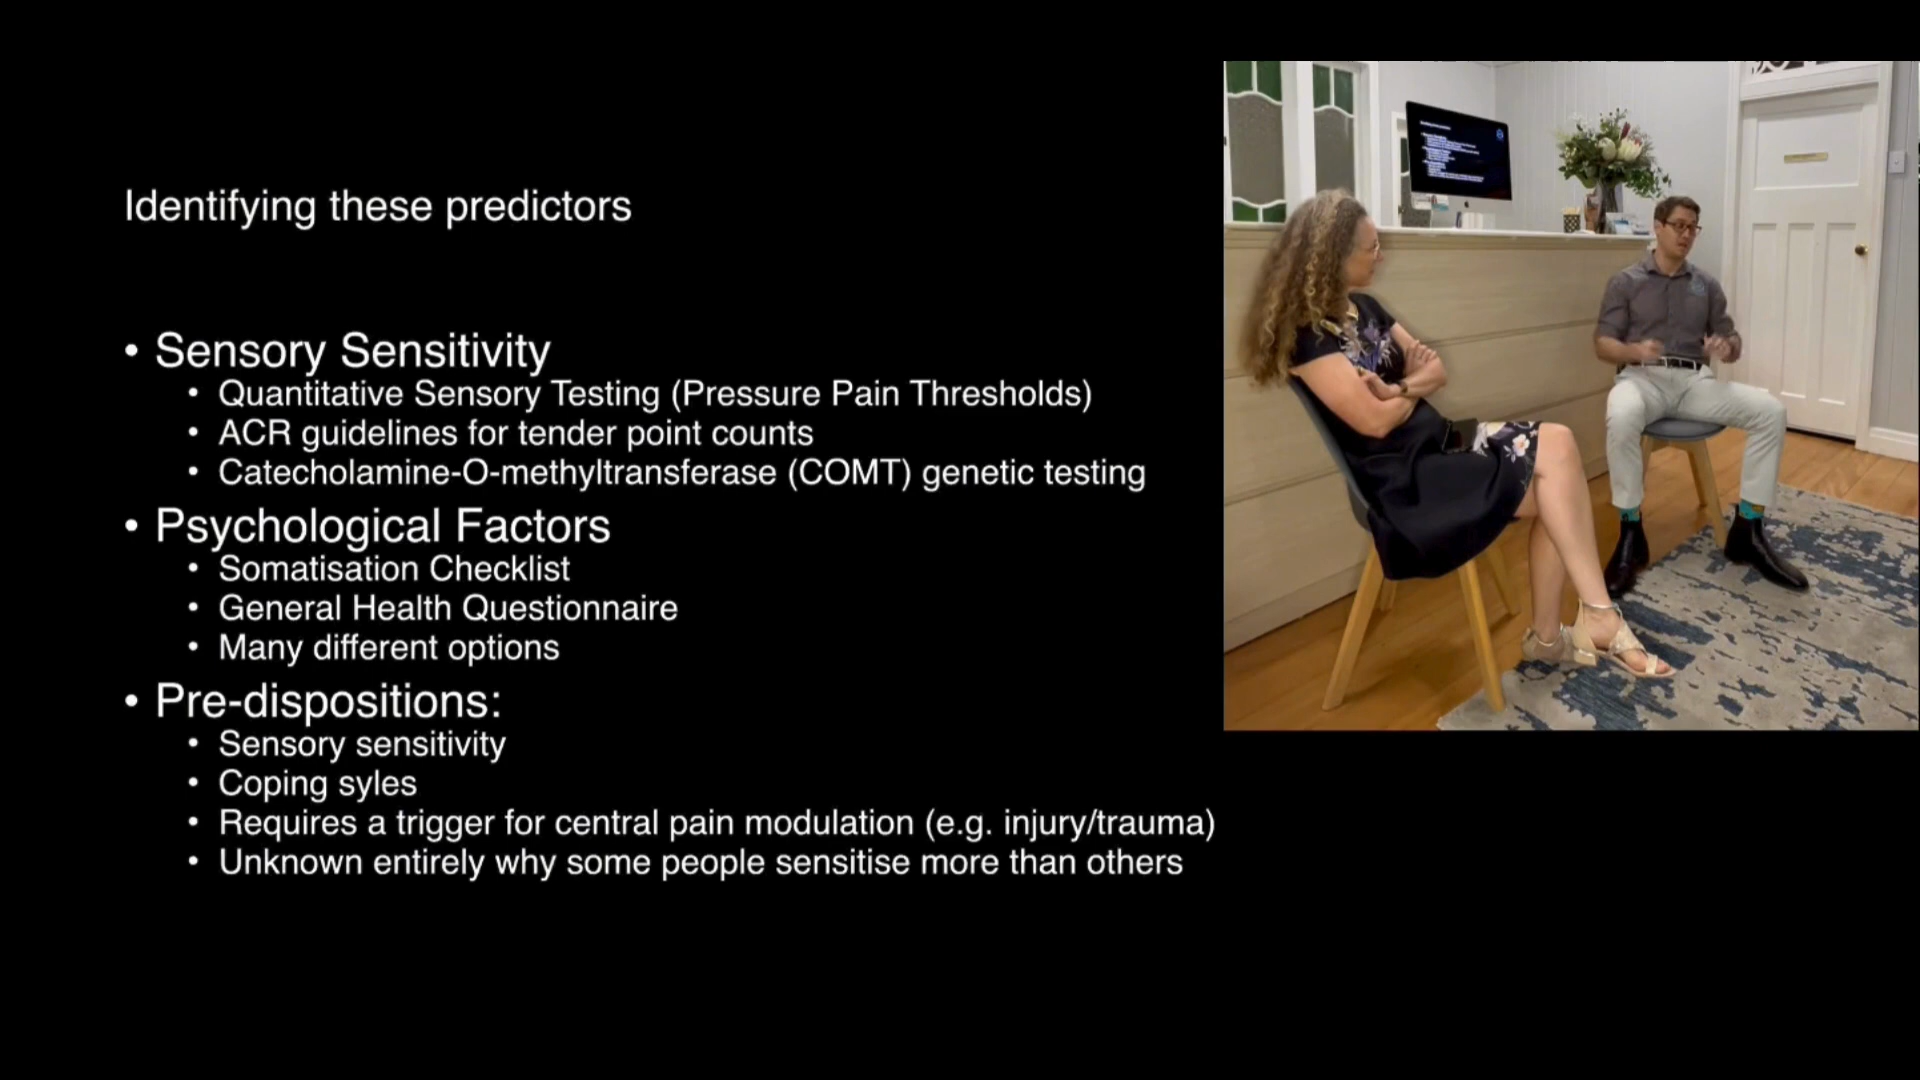 Identifying these predictors
• Sensory Sensitivity
• Quantitative Sensory Testing (Pressure Pain Thresholds)
• ACR guidelines for tender point counts
• Catecholamine-O-methyltransferase (COMT) genetic testing
• Psychological Factors
• Somatisation Checklist
• General Health Questionnaire
• Many different options
• Pre-dispositions:
• Sensory sensitivity
• Coping syles
• Requires a trigger for central pain modulation (e.g. injury/trauma)
• Unknown entirely why some people sensitise more than others